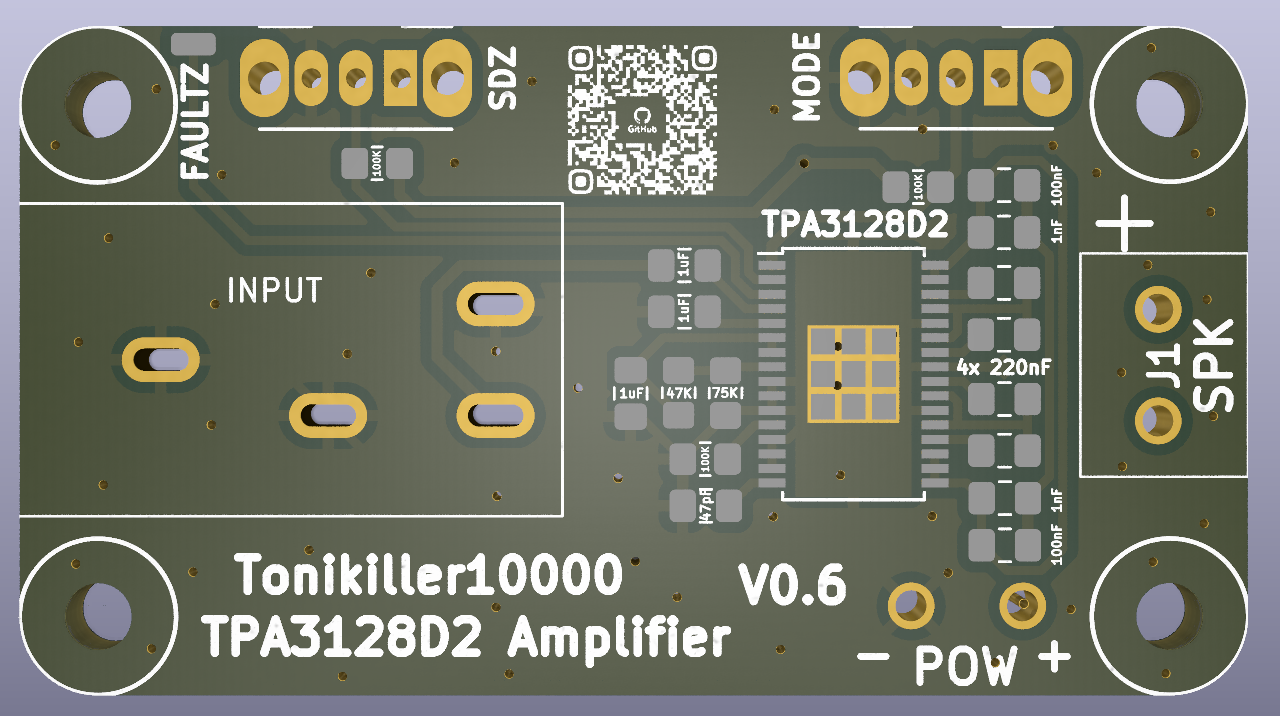 FAULTZ
SDZ
GitHub
MODE
100K
100K
100nF
1nF
TPA3128D2
+
INPUT
1uF
1uF
J1
SPK
4x 220nF
1uF
47K
75K
100K
47pF
1nF
100nF
Tonikiller10000
V0.6
TPA3128D2 Amplifier
- POW +